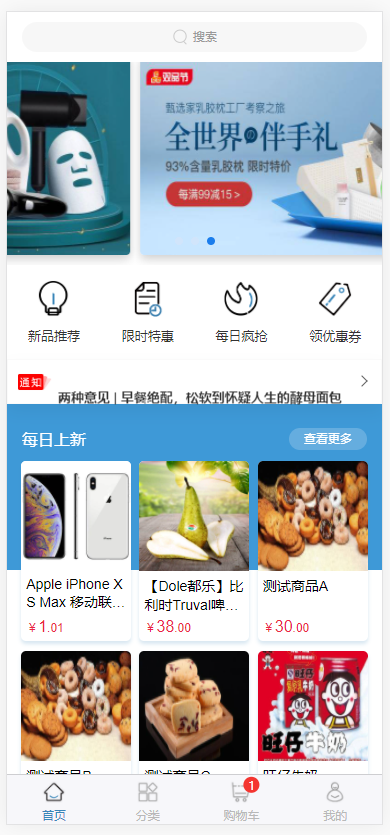 搜索
双品节
甄选家乳胶枕工厂考察之旅
全世界的伴手礼
93%含量乳胶枕 限时特价
每满99减15 >
新品推荐
限时特惠
每日疯抢
领优惠券
通知
两种意见 | 早餐绝配，松软到怀疑人生的酵母面包
每日上新
查看更多
Apple iPhone X
S Max 移动联…
￥1.01
【Dole都乐】比
利时Truval啤…
￥38.00
测试商品A
￥30.00
旺仔牛奶
测试商品B
测试商品C
旺仔牛奶
首页
分类
1
购物车
我的